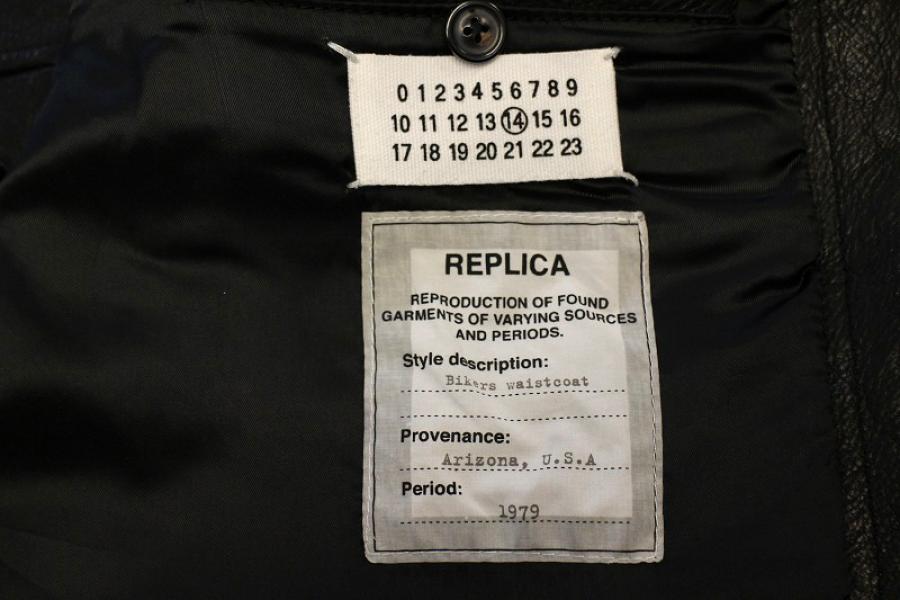 0 1 2 3 4 5 6 7 8 9
10 11 12 13 14 15 16
17 18 19 20 21 22 23
REPLICA
REPRODUCTION OF FOUND
GARMENTS OF VARYING SOURCES
AND PERIODS.
Style description:
Bikers waistcoat
Provenance:
Arizona, U.S.A
Period:
1979